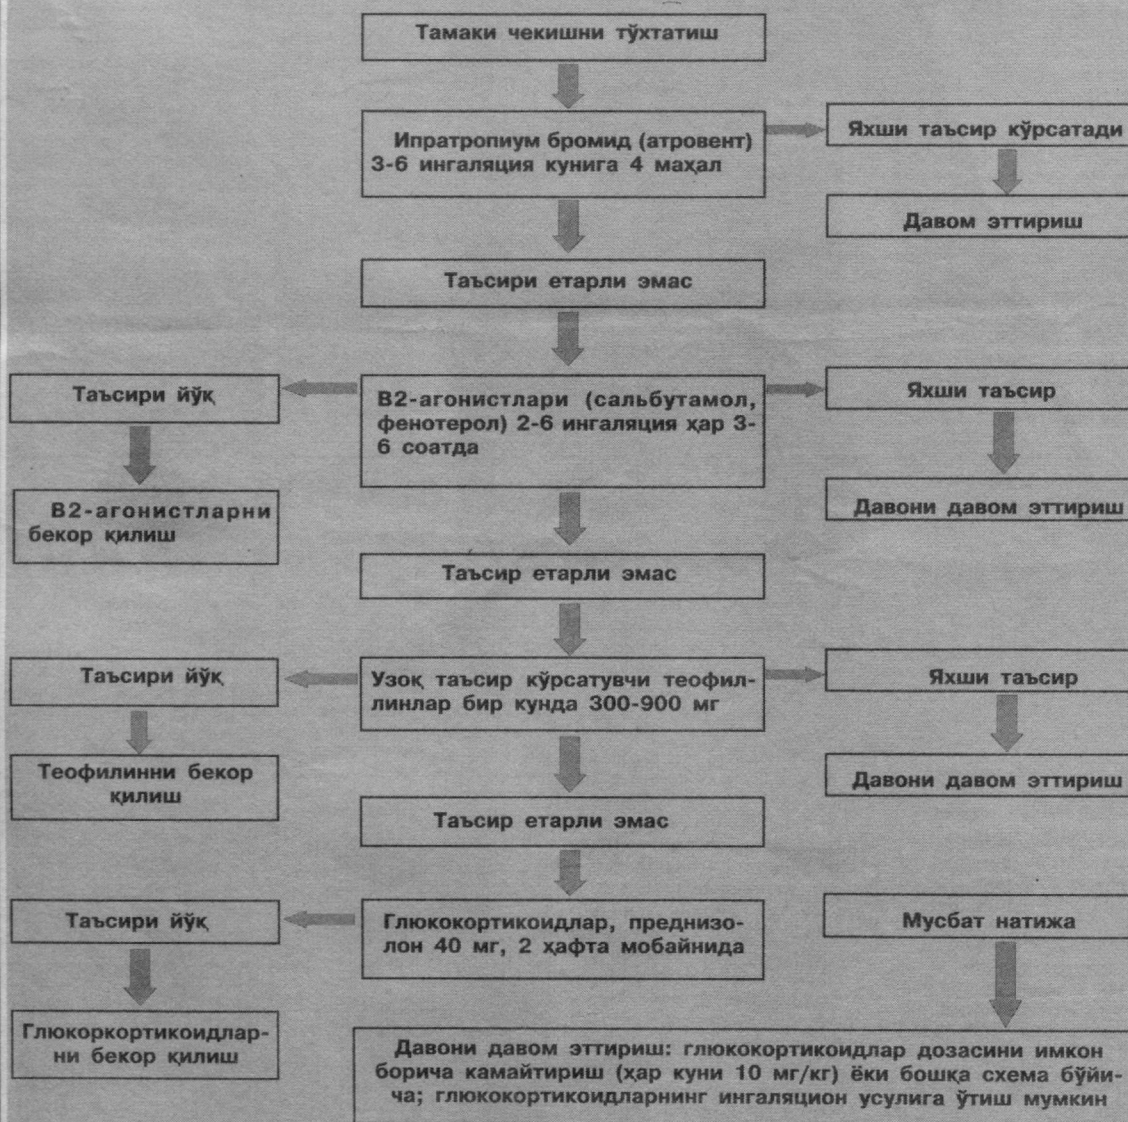 Тамаки чекишни тўхтатиш
Ипратропиум бромид (атровент)
3-6 ингаляция кунига 4 маҳал
Яхши таъсир кўрсатади
Давом эттириш
Таъсири етарли эмас
Таъсири йўқ
В2-агонистлари (сальбутамол,
фенотерол) 2-6 ингаляция ҳар 3-
6 соатда
Яхши таъсир
В2-агонистларни
бекор қилиш
Давони давом эттириш
Таъсир етарли эмас
Таъсири йўқ
Узоқ таъсир кўрсатувчи теофил-
линлар бир кунда 300-900 мг
Яхши таъсир
Теофилинни бекор
қилиш
Давони давом эттириш
Таъсир етарли эмас
Таъсири йўқ
Глюкокортикоидлар, преднизо-
лон 40 мг, 2 ҳафта мобайнида
Мусбат натижа
Глюкоркортикоидлар-
ни бекор қилиш
Давони давом эттириш: глюкокортикоидлар дозасини имкон
борича камайтириш (ҳар куни 10 мг/кг) ёки бошқа схема бўйи-
ча; глюкокортикоидларнинг ингаляцион усулига ўтиш мумкин